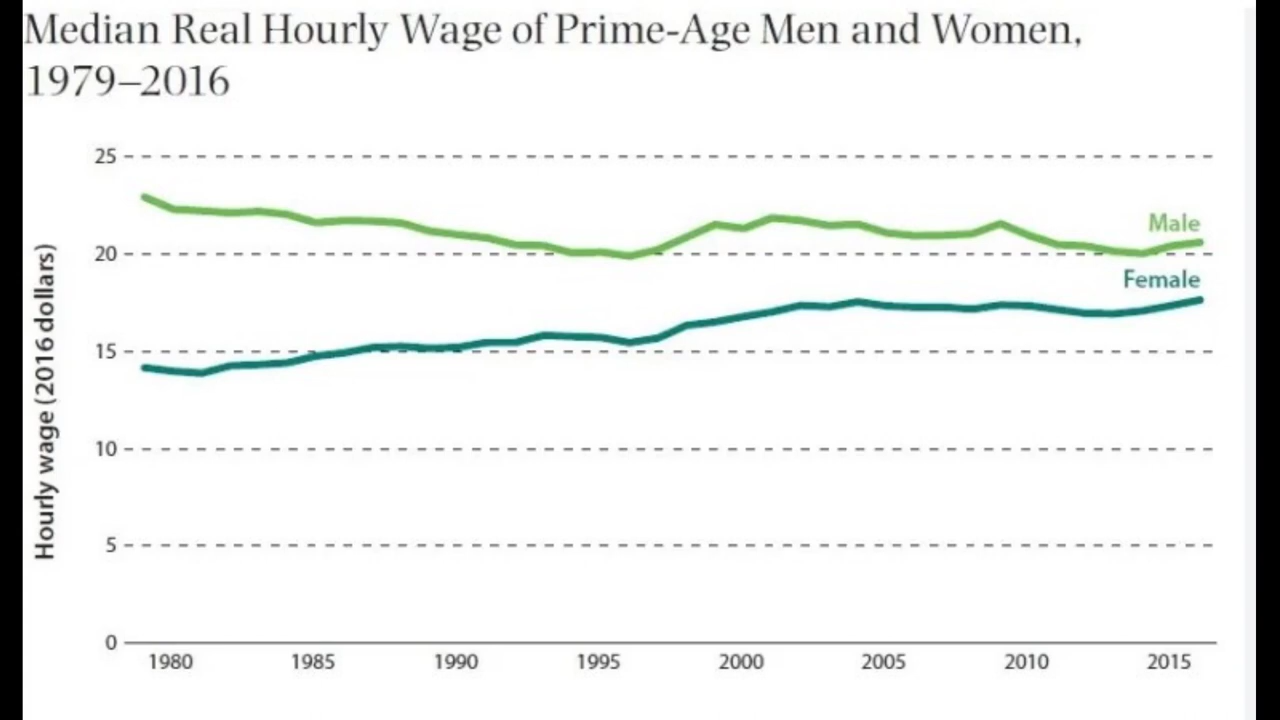 Median Real Hourly Wage of Prime-Age Men and Women,
1979–2016
Hourly wage (2016 dollars)
25
20
15
10
5
0
Male
Female
1980 1985 1990 1995 2000 2005 2010 2015